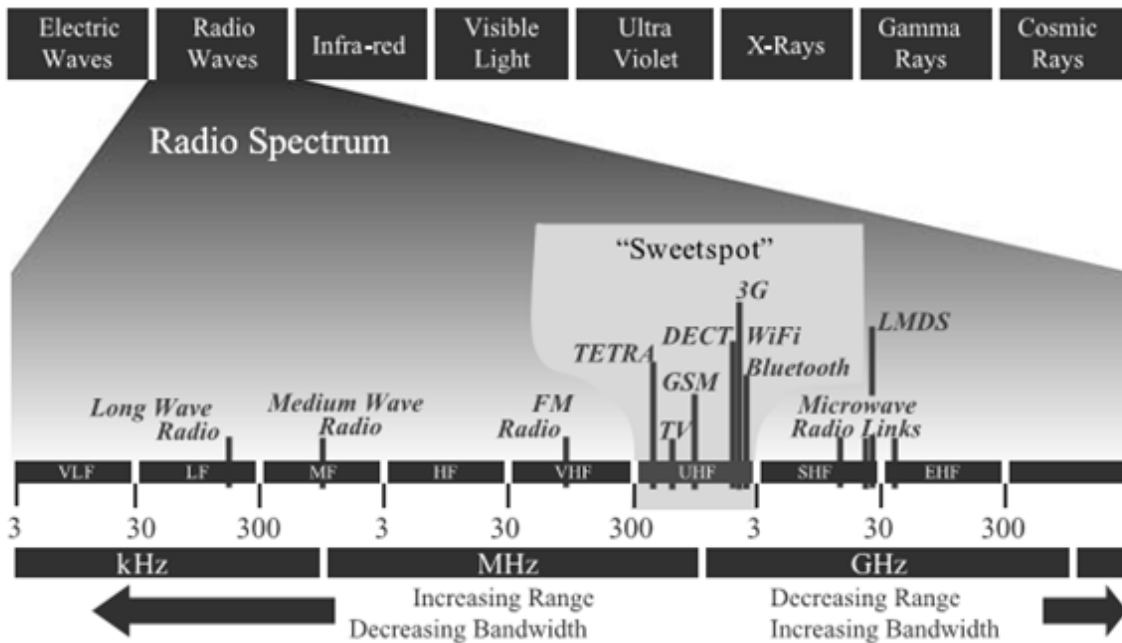 Electric
Waves
Radio
Waves
Infra-red
Visible
Light
Ultra
Violet
X-Rays
Gamma
Rays
Cosmic
Rays
Radio Spectrum
“Sweetspot”
3G
LMDS
DECT
WiFi
TETRA
Bluetooth
GSM
Long Wave
Radio
Medium Wave
Radio
FM
Radio
TV
Microwave
Radio Links
VLF
LF
MF
HF
VHF
UHF
SHF
EHF
3 30 300 3 30 300 3 30 300
kHz MHz GHz
Increasing Range
Decreasing Bandwidth
Decreasing Range
Increasing Bandwidth